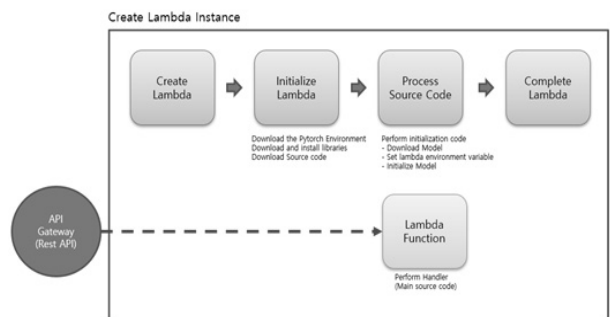 Create Lambda Instance
Create
Lambda
Initialize
Lambda
Process
Source Code
Complete
Lambda
Download the Pytorch Environment
Download and install libraries
Download Source code
Perform initialization code
- Download Model
- Set lambda environment variable
- Initialize Model
API
Gateway
(Rest API)
Lambda
Function
Perform Handler
(Main source code)